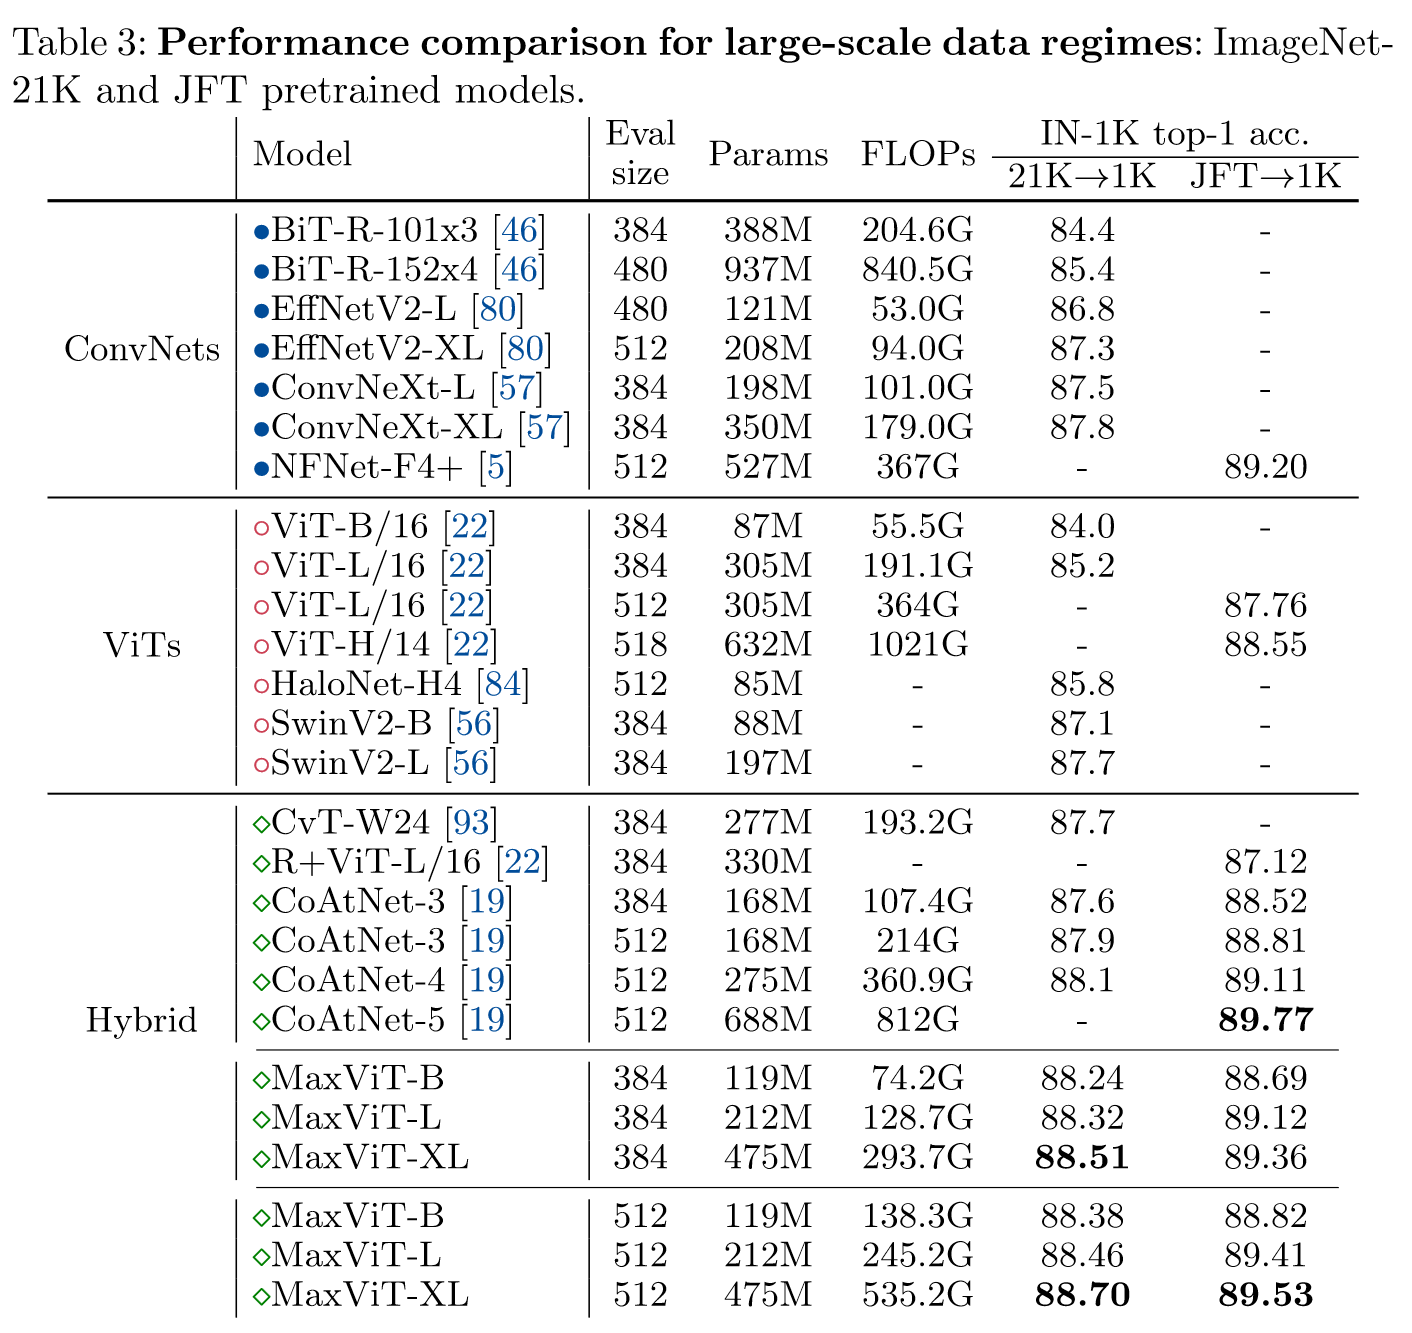 Table 3: Performance comparison for large-scale data regimes: ImageNet-
21K and JFT pretrained models.
Model Eval size Params FLOPs IN-1K top-1 acc.
21K→1K JFT→1K
ConvNets
●BiT-R-101x3 [46] 384 388M 204.6G 84.4 -
●BiT-R-152x4 [46] 480 937M 840.5G 85.4 -
●EffNetV2-L [80] 480 121M 53.0G 86.8 -
●EffNetV2-XL [80] 512 208M 94.0G 87.3 -
●ConvNeXt-L [57] 384 198M 101.0G 87.5 -
●ConvNeXt-XL [57] 384 350M 179.0G 87.8 -
●NFNet-F4+ [5] 512 527M 367G - 89.20
ViTs
○ViT-B/16 [22] 384 87M 55.5G 84.0 -
○ViT-L/16 [22] 384 305M 191.1G 85.2
○ViT-L/16 [22] 512 305M 364G - 87.76
○ViT-H/14 [22] 518 632M 1021G - 88.55
○HaloNet-H4 [84] 512 85M - 85.8 -
○SwinV2-B [56] 384 88M - 87.1 -
○SwinV2-L [56] 384 197M - 87.7 -
Hybrid
◇CvT-W24 [93] 384 277M 193.2G 87.7 -
◇R+ViT-L/16 [22] 384 330M - - 87.12
◇CoAtNet-3 [19] 384 168M 107.4G 87.6 88.52
◇CoAtNet-3 [19] 512 168M 214G 87.9 88.81
◇CoAtNet-4 [19] 512 275M 360.9G 88.1 89.11
◇CoAtNet-5 [19] 512 688M 812G - 89.77
◇MaxViT-B 384 119M 74.2G 88.24 88.69
◇MaxViT-L 384 212M 128.7G 88.32 89.12
◇MaxViT-XL 384 475M 293.7G 88.51 89.36
◇MaxViT-B 512 119M 138.3G 88.38 88.82
◇MaxViT-L 512 212M 245.2G 88.46 89.41
◇MaxViT-XL 512 475M 535.2G 88.70 89.53